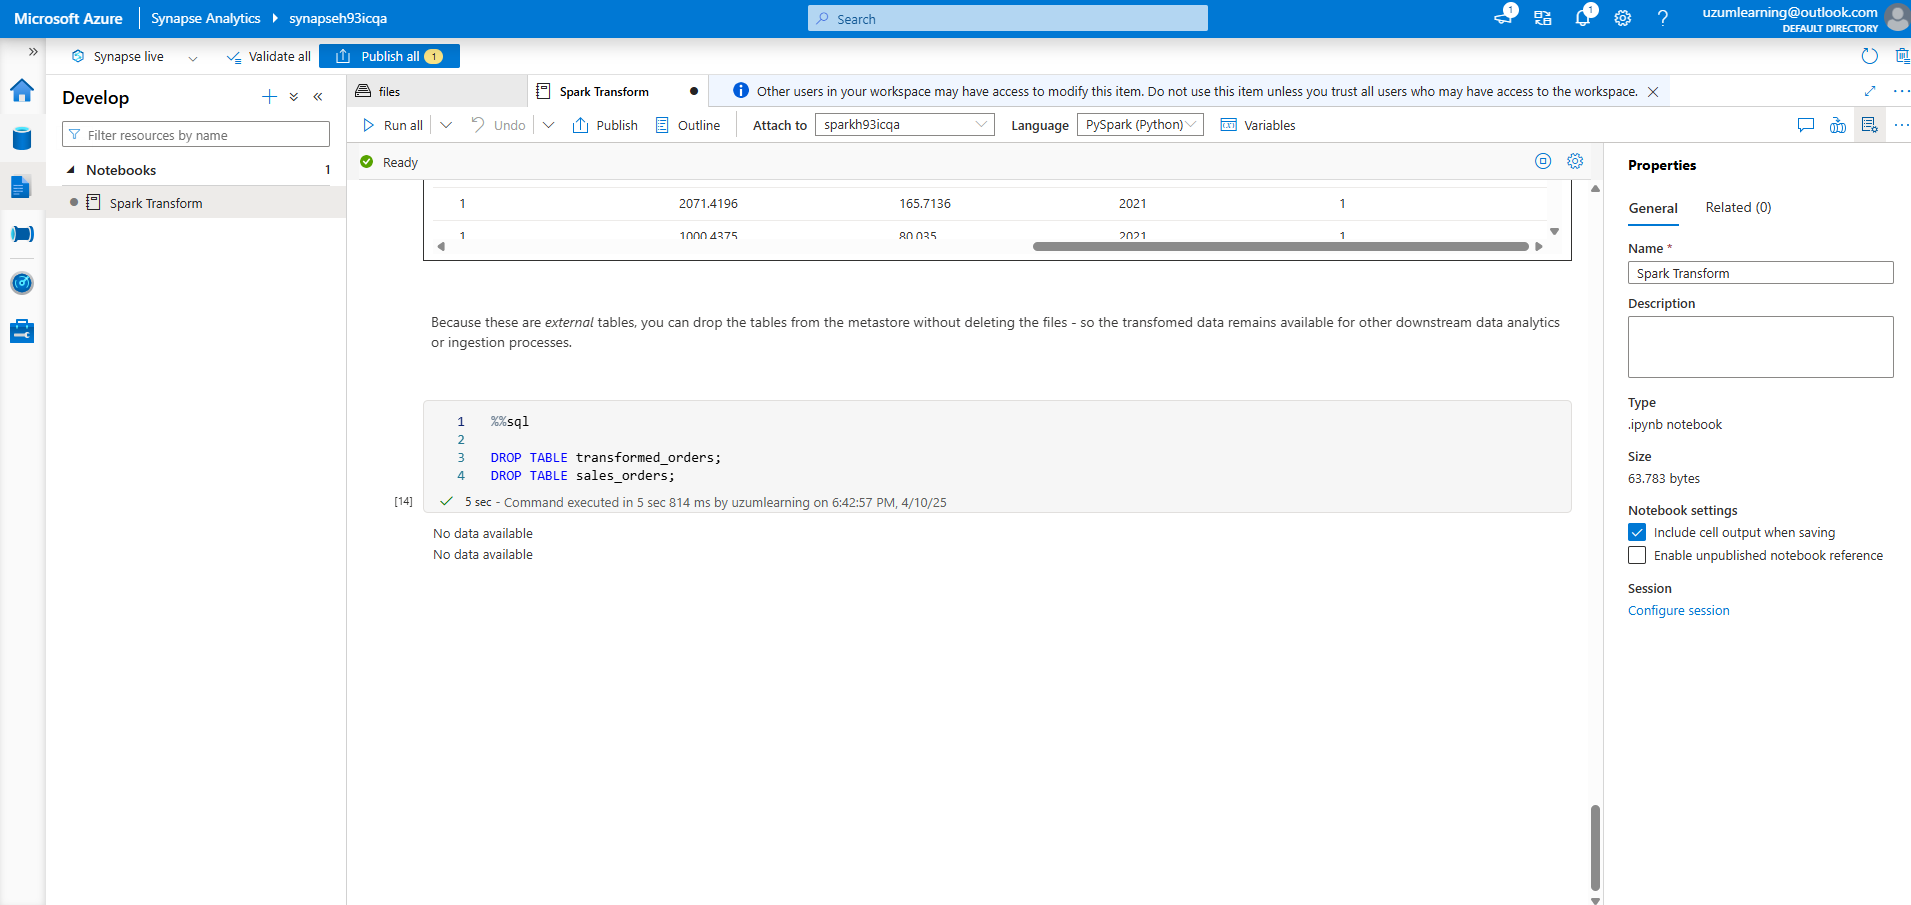 Microsoft Azure
Synapse Analytics
synapseh93icqa
Search
1
1
uzumlearning@outlook.com
DEFAULT DIRECTORY
Synapse live
Validate all
Publish all 1
Develop
Filter resources by name
Notebooks 1
Spark Transform
files
Spark Transform
Other users in your workspace may have access to modify this item. Do not use this item unless you trust all users who may have access to the workspace.
Run all
Undo
Publish
Outline
Attach to sparkh93icqa
Language PySpark (Python)
Variables
Ready
1 2071.4196 165.7136 2021 1
1 1000.4375 80.035 2021 1
Because these are external tables, you can drop the tables from the metastore without deleting the files - so the transfomed data remains available for other downstream data analytics
or ingestion processes.
1 %%sql
2
3 DROP TABLE transformed_orders;
4 DROP TABLE sales_orders;
[14] 5 sec - Command executed in 5 sec 814 ms by uzumlearning on 6:42:57 PM, 4/10/25
No data available
No data available
Properties
General Related (0)
Name *
Spark Transform
Description
Type
.ipynb notebook
Size
63.783 bytes
Notebook settings
Include cell output when saving
Enable unpublished notebook reference
Session
Configure session